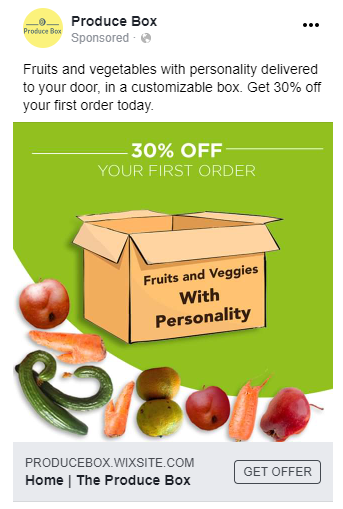 Produce Box
Produce Box
Sponsored ·
Fruits and vegetables with personality delivered
to your door, in a customizable box. Get 30% off
your first order today.
30% OFF
YOUR FIRST ORDER
Fruits and Veggies
With
Personality
PRODUCEBOX.WIXSITE.COM
Home | The Produce Box
GET OFFER